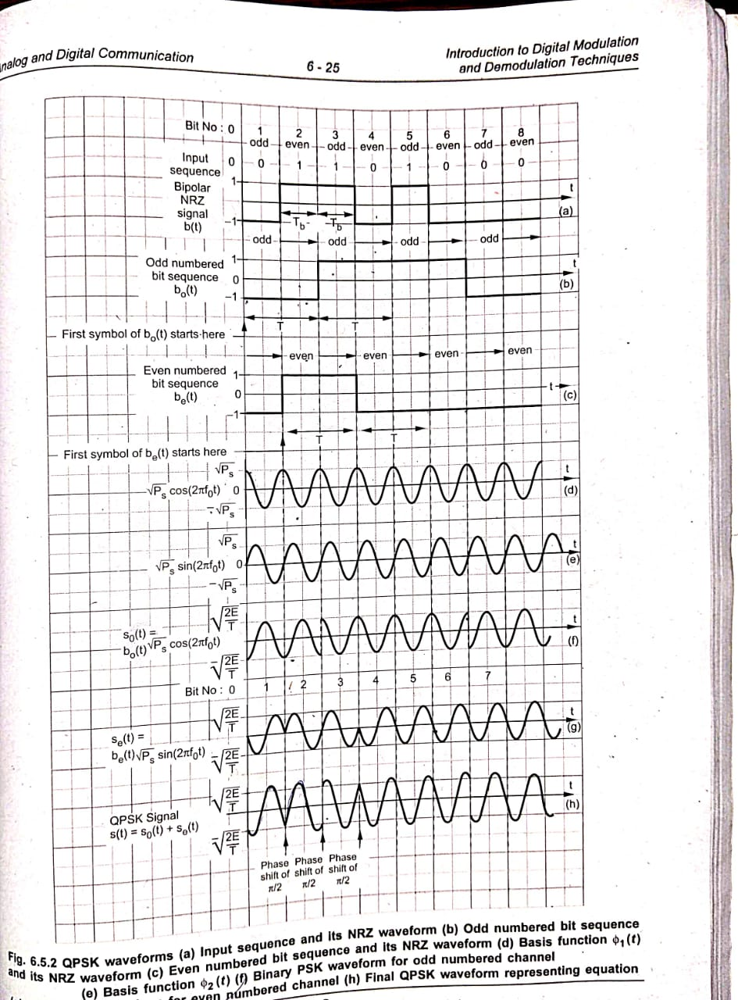 nalog and Digital Communication
6 - 25
Introduction to Digital Modulation
and Demodulation Techniques
Bit No : 0 1 2 3 4 5 6 7 8
odd even odd even odd even odd even
Input
sequence 0 0 1 1 0 1 0 0 0
Bipolar
NRZ
signal
b(t)
1
–1
T_b T_b
t
(a)
odd odd odd odd
Odd numbered
bit sequence
b_o(t)
1
0
–1
t
(b)
T T
First symbol of b_o(t) starts here
even even even even
Even numbered
bit sequence
b_e(t)
1
0
–1
t
(c)
T T
First symbol of b_e(t) starts here
√P_s
√P_s cos(2πf_0t) 0
–√P_s
t
(d)
√P_s
√P_s sin(2πf_0t) 0
–√P_s
t
(e)
√2E/T
s_0(t) =
b_o(t)√P_s cos(2πf_0t)
–√2E/T
t
(f)
Bit No : 0 1 2 3 4 5 6 7
√2E/T
s_e(t) =
b_e(t)√P_s sin(2πf_0t)
–√2E/T
t
(g)
√2E/T
QPSK Signal
s(t) = s_0(t) + s_e(t)
–√2E/T
t
(h)
Phase Phase Phase
shift of shift of shift of
π/2 π/2 π/2
Fig. 6.5.2 QPSK waveforms (a) Input sequence and its NRZ waveform (b) Odd numbered bit sequence
and its NRZ waveform (c) Even numbered bit sequence and its NRZ waveform (d) Basis function ϕ_1(t)
(e) Basis function ϕ_2(t) (f) Binary PSK waveform for odd numbered channel
for even numbered channel (h) Final QPSK waveform representing equation